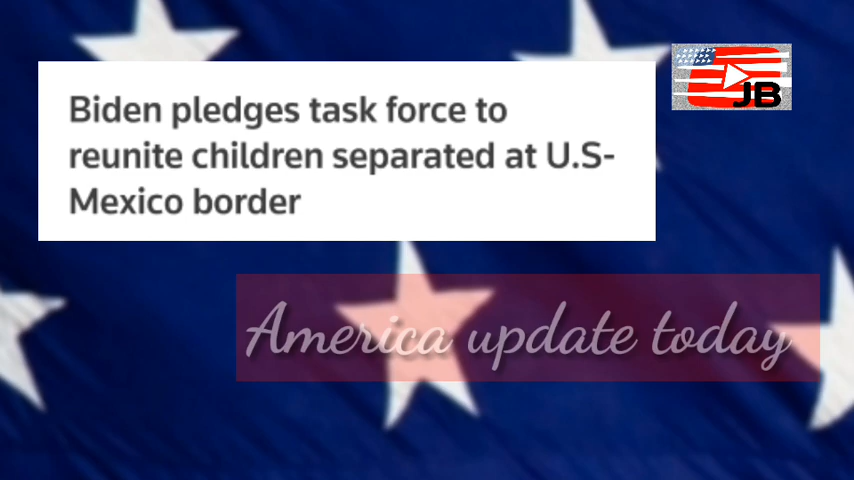 Biden pledges task force to
reunite children separated at U.S-
Mexico border
JB
America update today